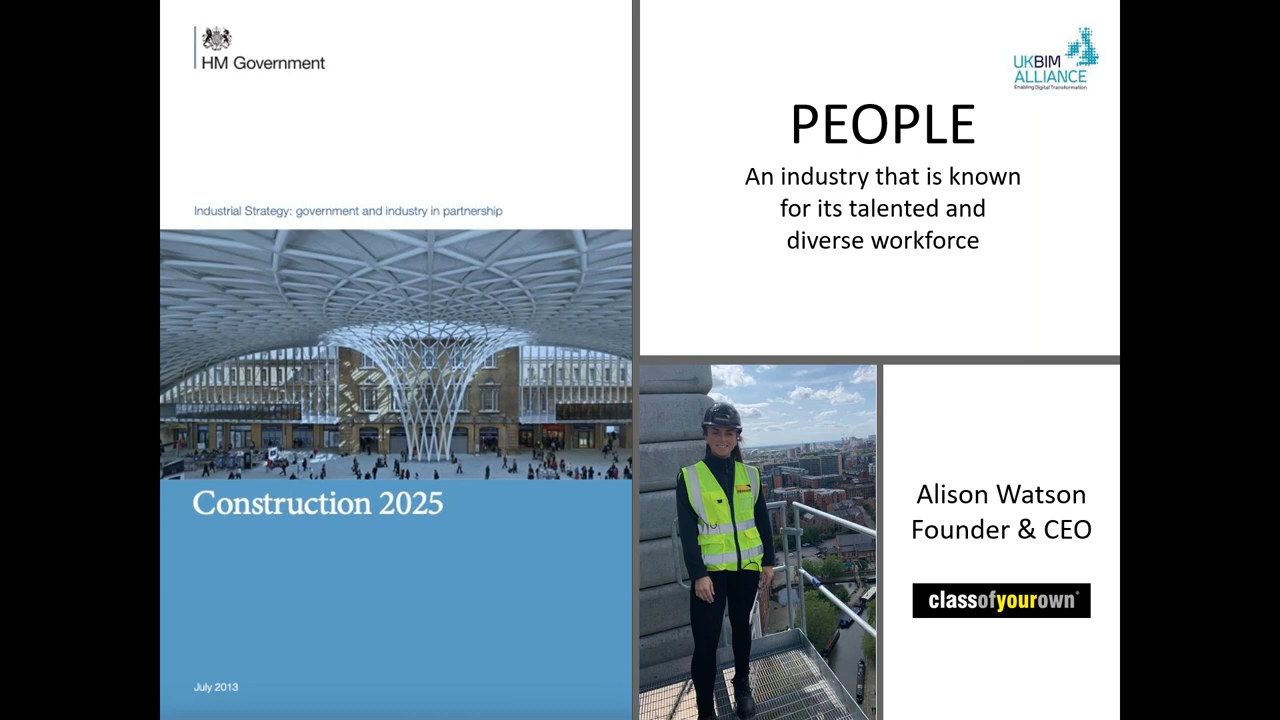 HM Government
Industrial Strategy: government and industry in partnership
Construction 2025
July 2013
UKBIM
ALLIANCE
Enabling Digital Transformation
PEOPLE
An industry that is known
for its talented and
diverse workforce
Alison Watson
Founder & CEO
classofyourown®